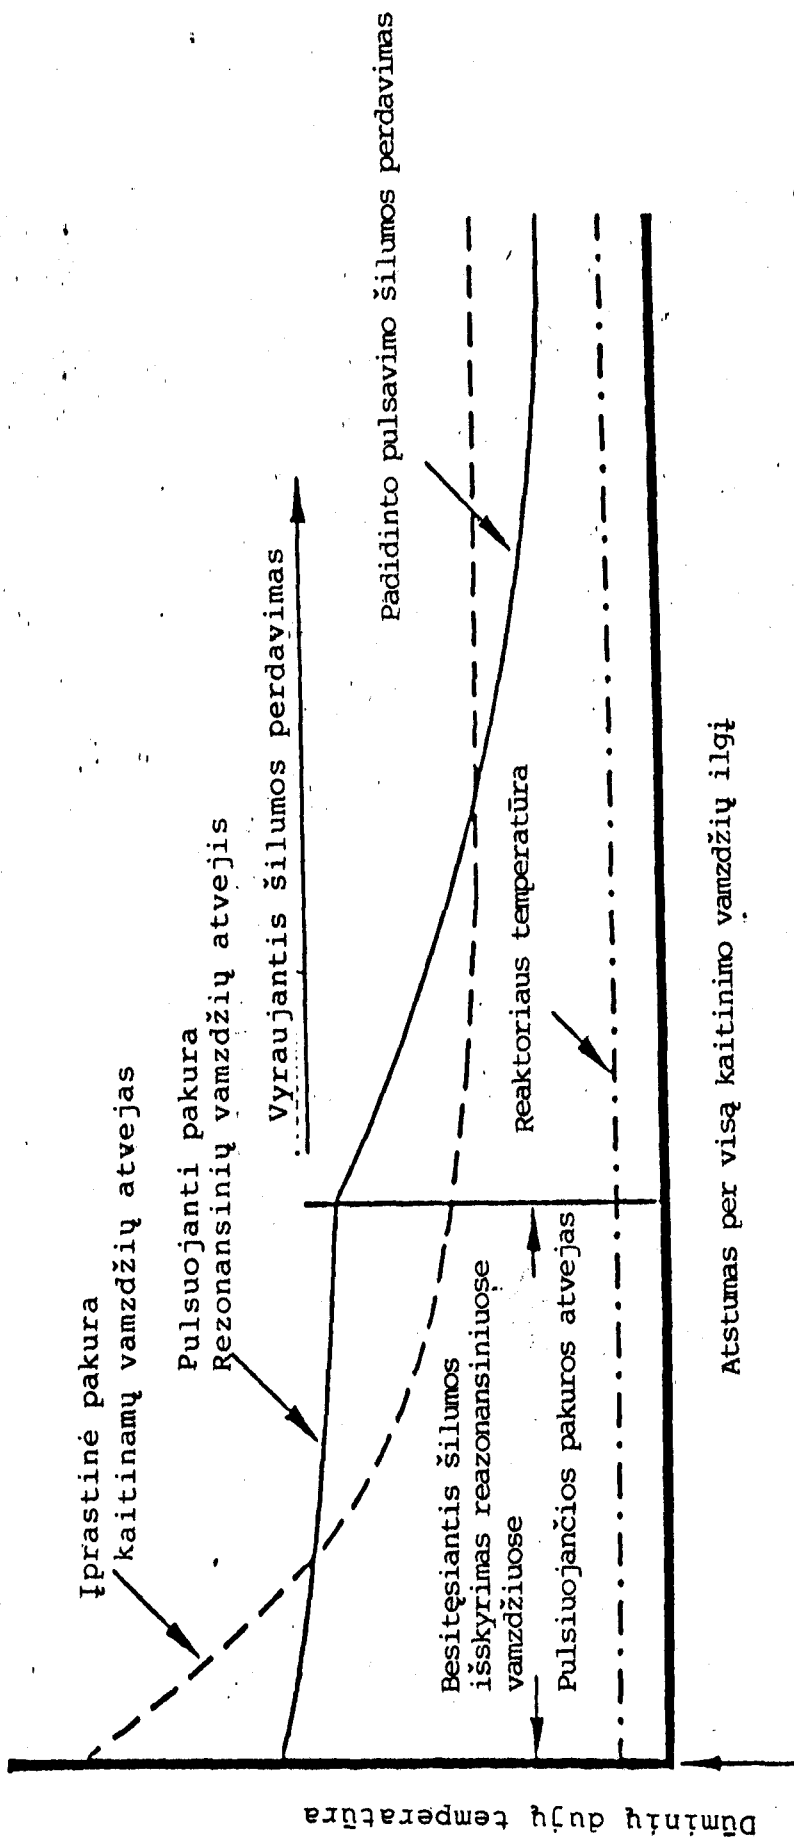 Įprastinė pakura
kaitinamų vamzdžių atvejas
Pulsuojanti pakura
Rezonansinių vamzdžių atvejis
Vyraujantis šilumos perdavimas
Padidinto pulsavimo šilumos perdavimas
Besitęsiantis šilumos
išskyrimas reazonansiniuose
vamzdžiuose
Pulsiuojančios pakuros atvejas
Reaktoriaus temperatūra
Atstumas per visą kaitinimo vamzdžių ilgį
Dūminių dujų temperatūra